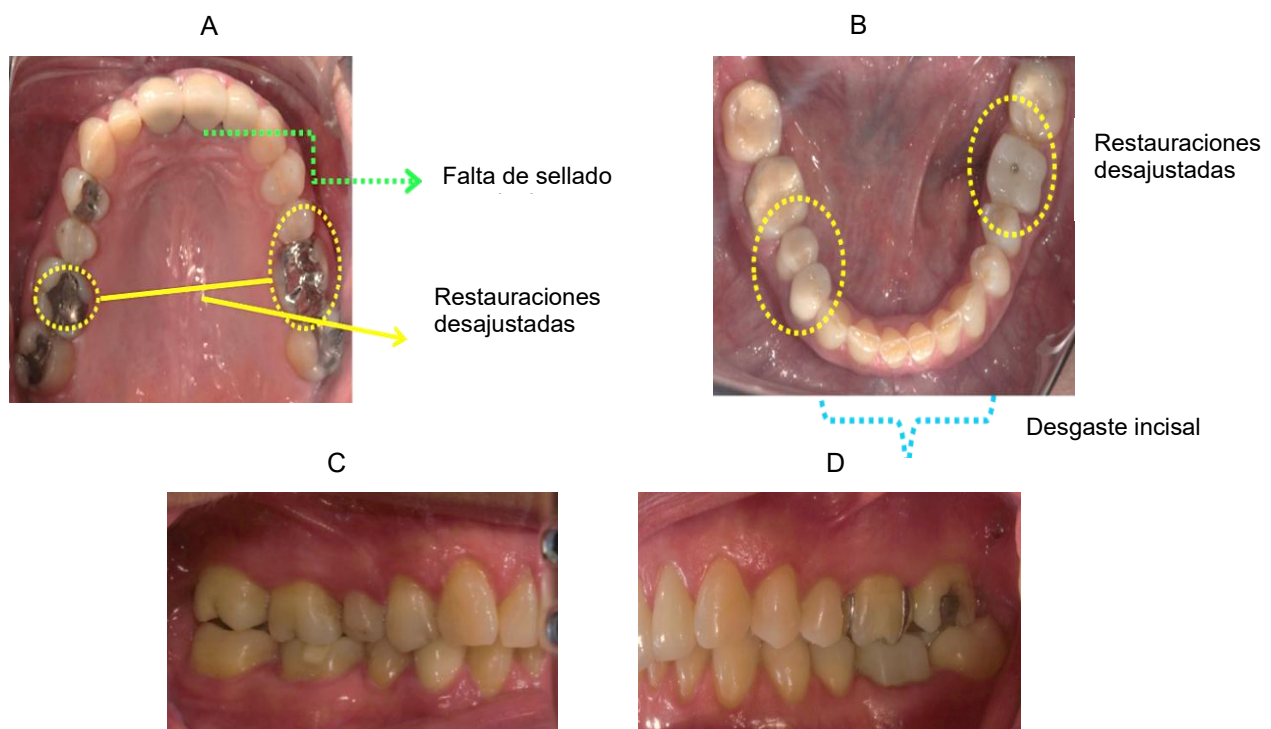 A
B
Falta de sellado
Restauraciones
desajustadas
Restauraciones
desajustadas
Desgaste incisal
C
D